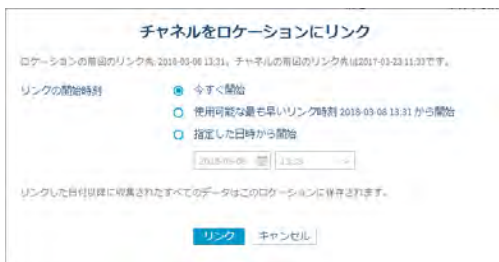 チャネルをロケーションにリンク
ロケーションの前回のリンク先: 2018-03-08 13:31。チャネルの前回のリンク先は2017-03-23 11:33です。
リンクの開始時刻
今すぐ開始
使用可能な最も早いリンク時刻 2018-03-08 13:31 から開始
指定した日時から開始
リンクした日付以降に収集されたすべてのデータはこのロケーションに保存されます。
リンク キャンセル